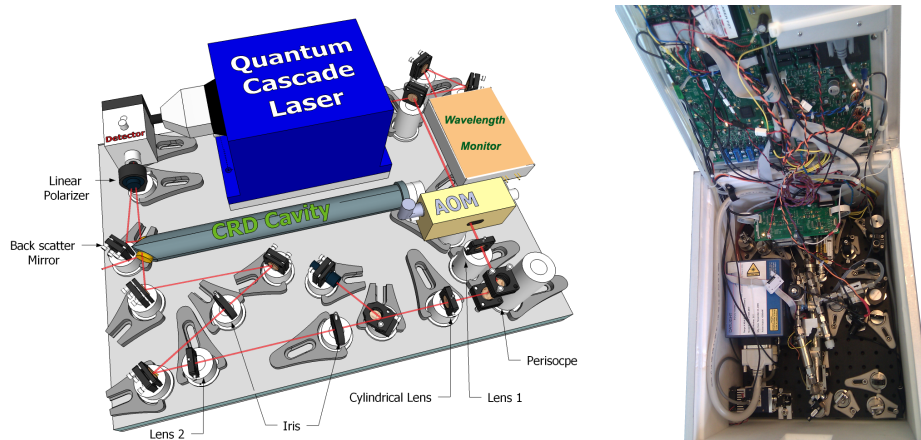 Quantum
Cascade
Laser
Wavelength
Monitor
Detector
Linear
Polarizer
AOM
CRD Cavity
Back scatter
Mirror
Perisocpe
Cylindrical Lens
Lens 1
Iris
Lens 2